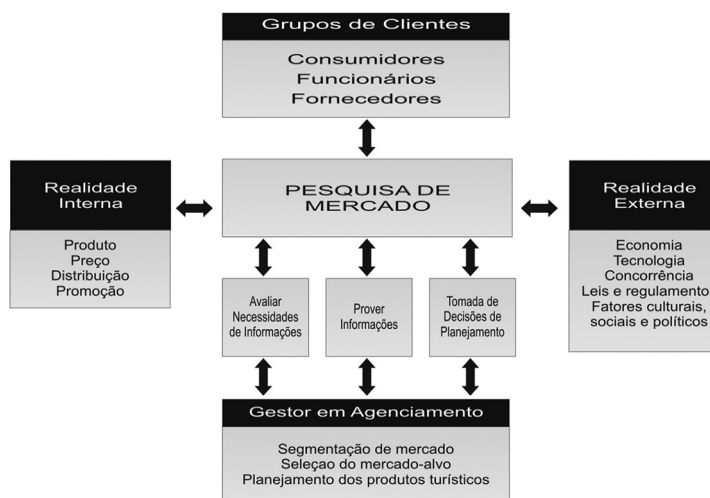 Grupos de Clientes
Consumidores
Funcionários
Fornecedores
Realidade
Interna
Produto
Preço
Distribuição
Promoção
PESQUISA DE
MERCADO
Realidade
Externa
Economia
Tecnologia
Concorrência
Leis e regulamento
Fatores culturais,
sociais e políticos
Avaliar
Necessidades
de Informações
Prover
Informações
Tomada de
Decisões de
Planejamento
Gestor em Agenciamento
Segmentação de mercado
Seleçao do mercado-alvo
Planejamento dos produtos turísticos